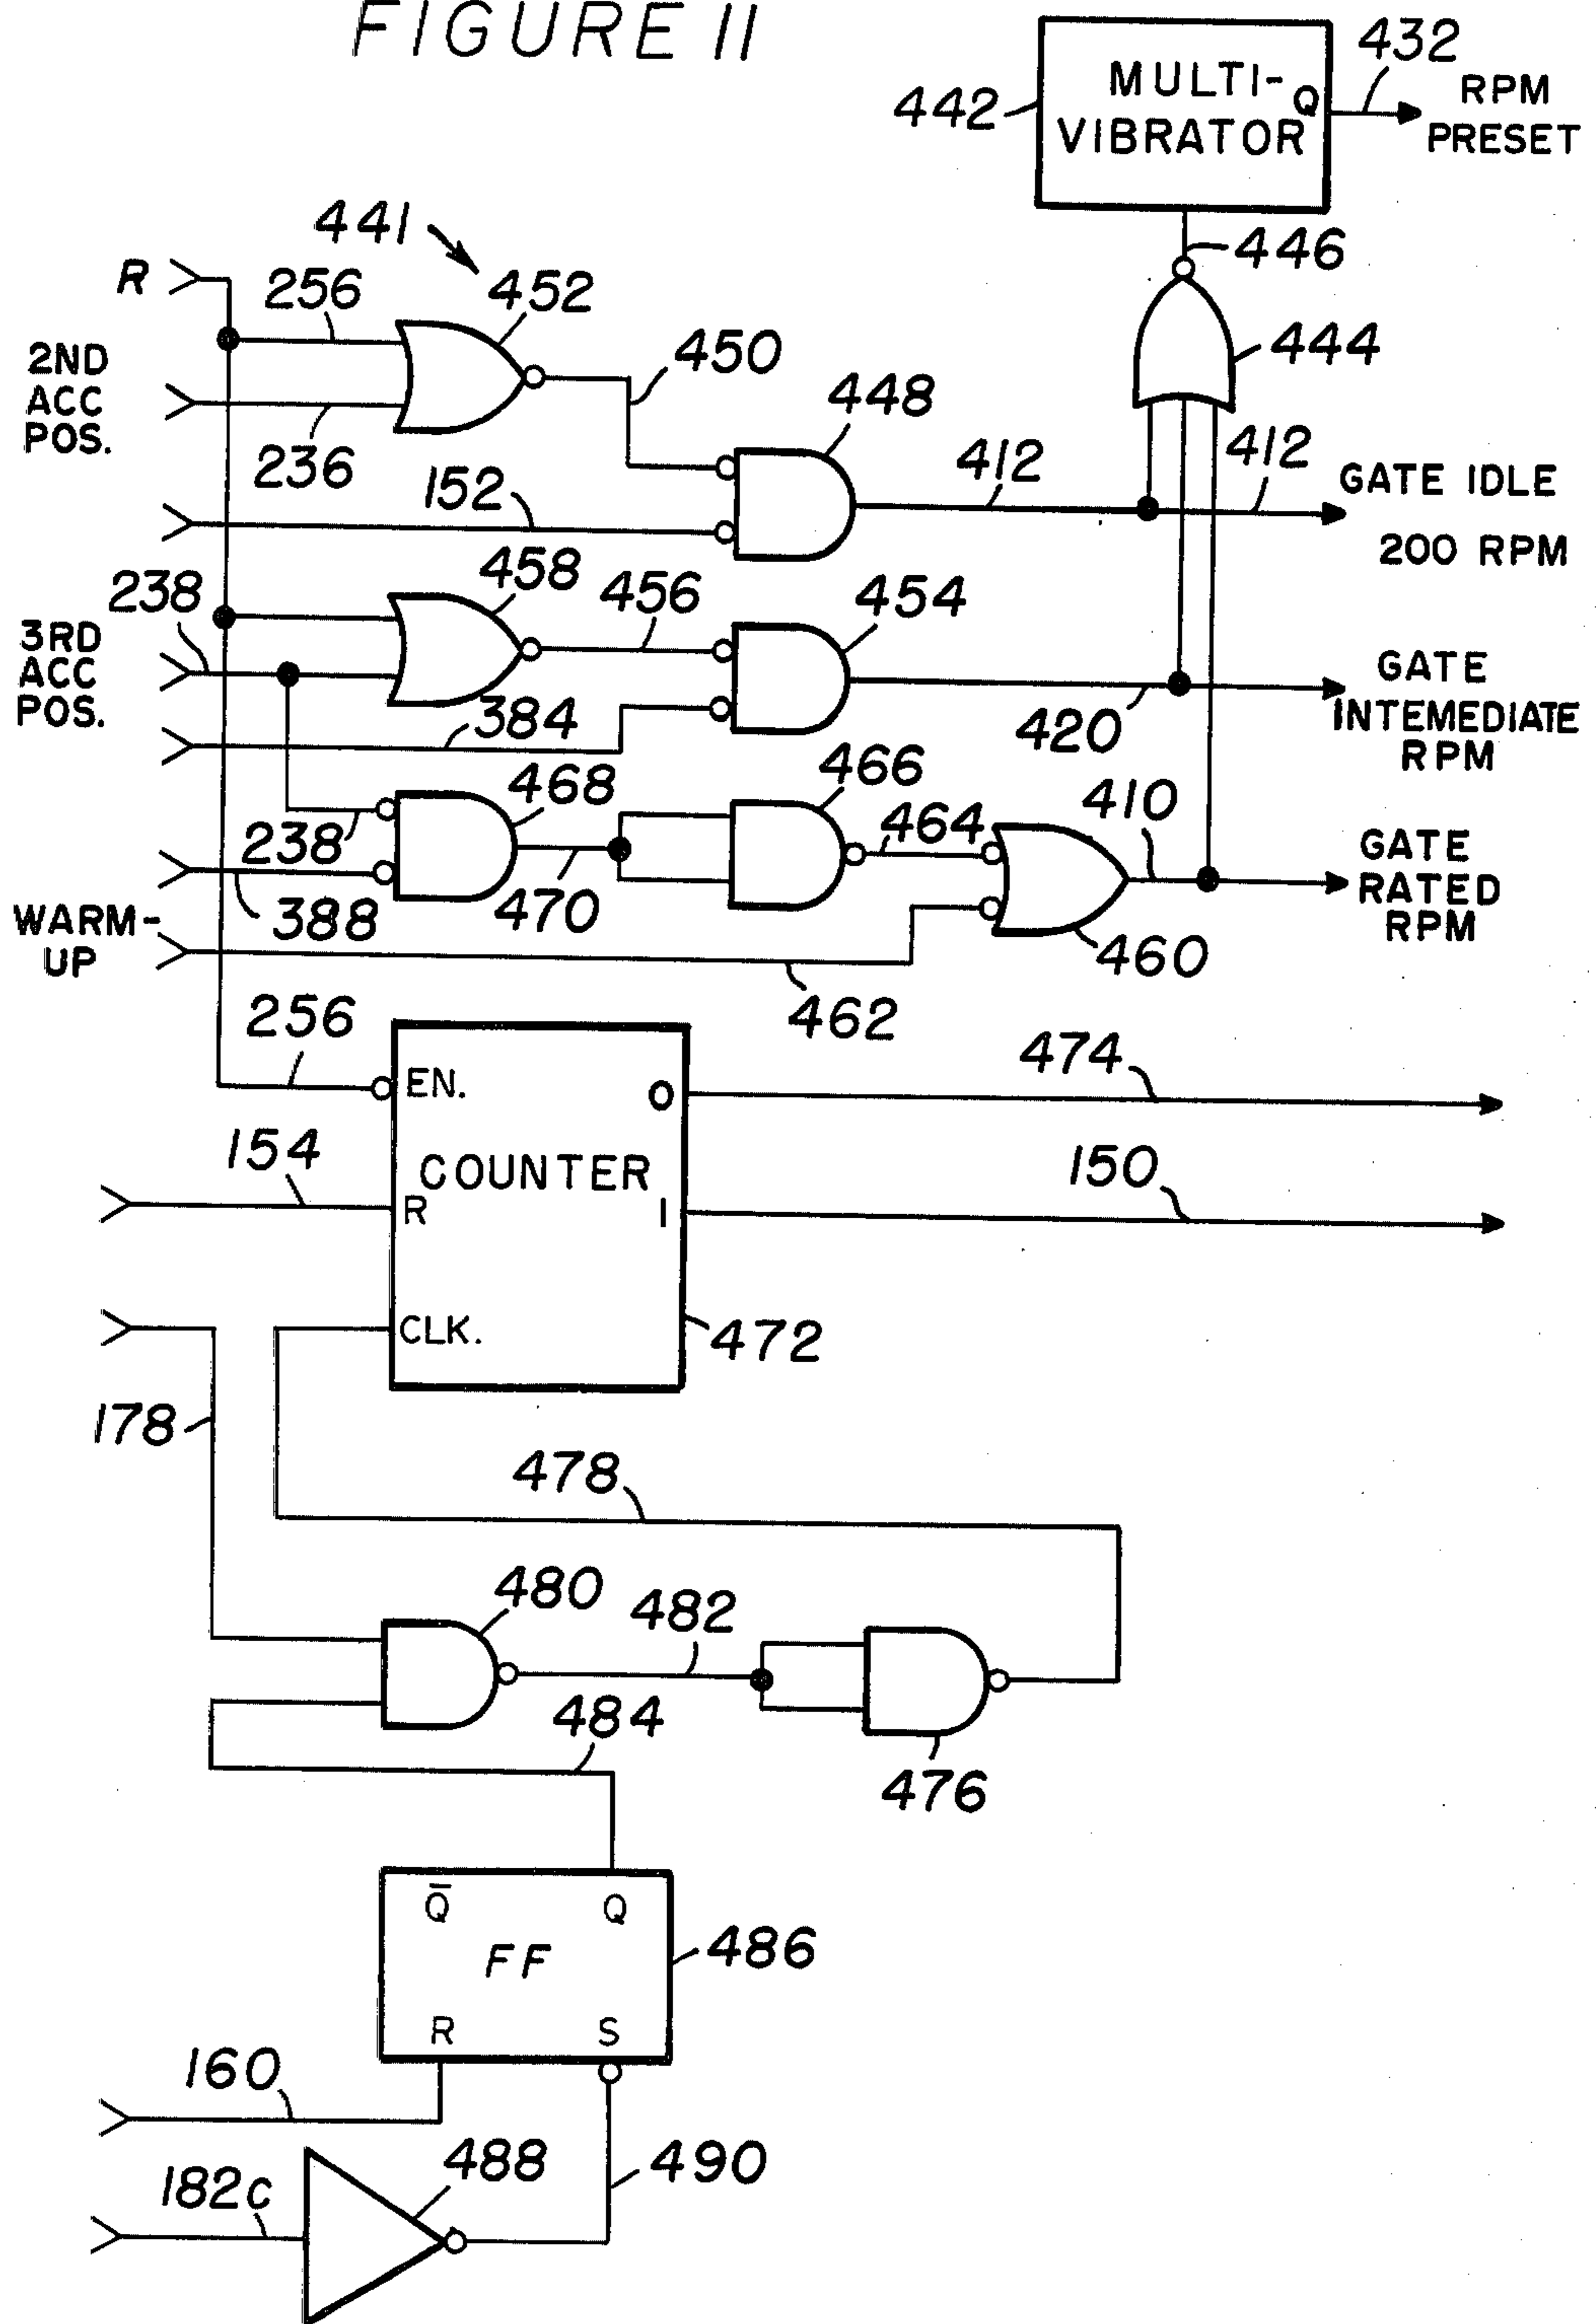 FIGURE 11
442
MULTI-
VIBRATOR
Q
432
RPM
PRESET
441
446
R
256
452
444
2ND
ACC
POS.
450
448
236
412
412
GATE IDLE
200 RPM
152
458
456
454
238
3RD
ACC
POS.
384
420
GATE
INTEMEDIATE
RPM
468
466
464
410
238
470
GATE
RATED
RPM
388
WARM-
UP
460
462
256
EN.
O
474
154
COUNTER
R
1
150
CLK.
472
178
478
480
482
484
476
Q̅
Q
FF
486
R
S
160
488
490
182c